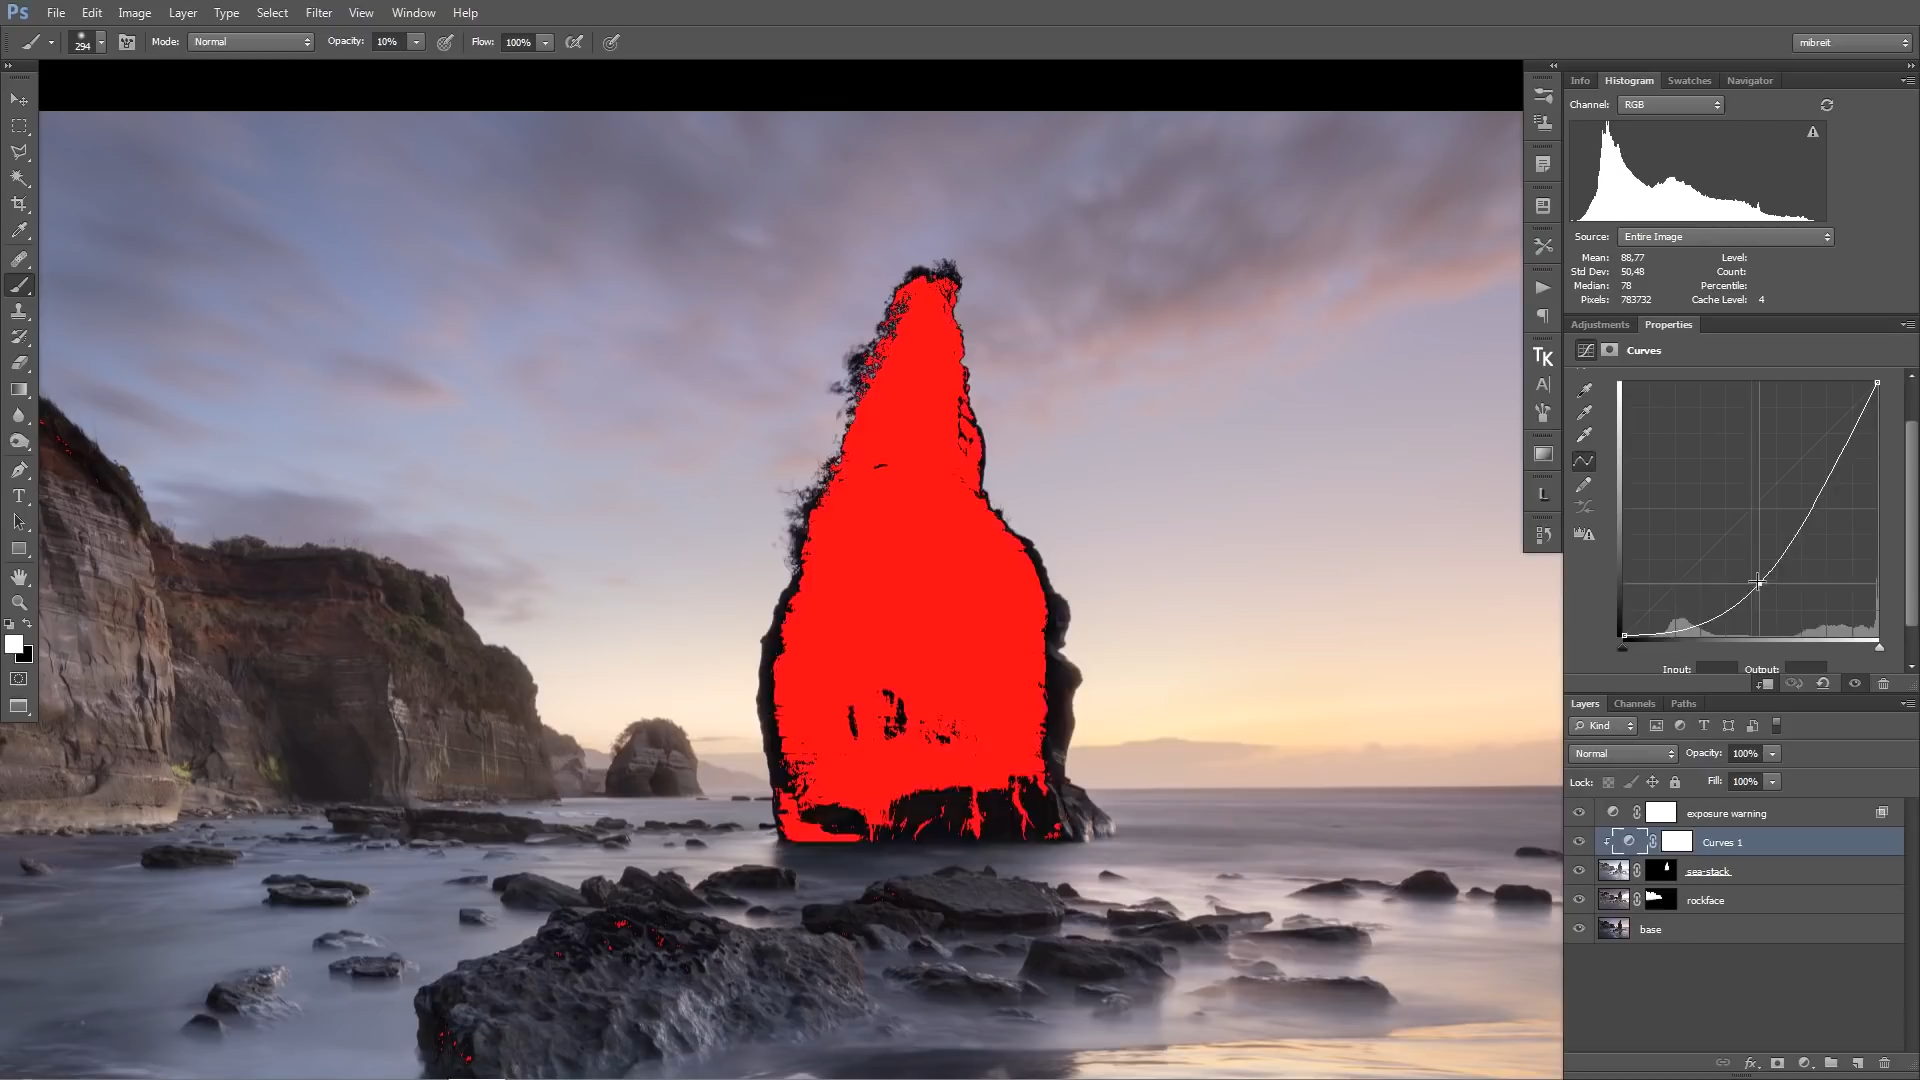 Ps File Edit Image Layer Type Select Filter View Window Help
294 Mode: Normal Opacity: 10% Flow: 100% mibreit
Info Histogram Swatches Navigator
Channel: RGB
Source: Entire Image
Mean: 88,77 Level:
Std Dev: 50,48 Count:
Median: 78 Percentile:
Pixels: 783732 Cache Level: 4
Adjustments Properties
Curves
TK
A
L
T
Input: Output:
Layers Channels Paths
Kind T
Normal Opacity: 100%
Lock: Fill: 100%
exposure warning
Curves 1
sea-stack
rockface
base
fx